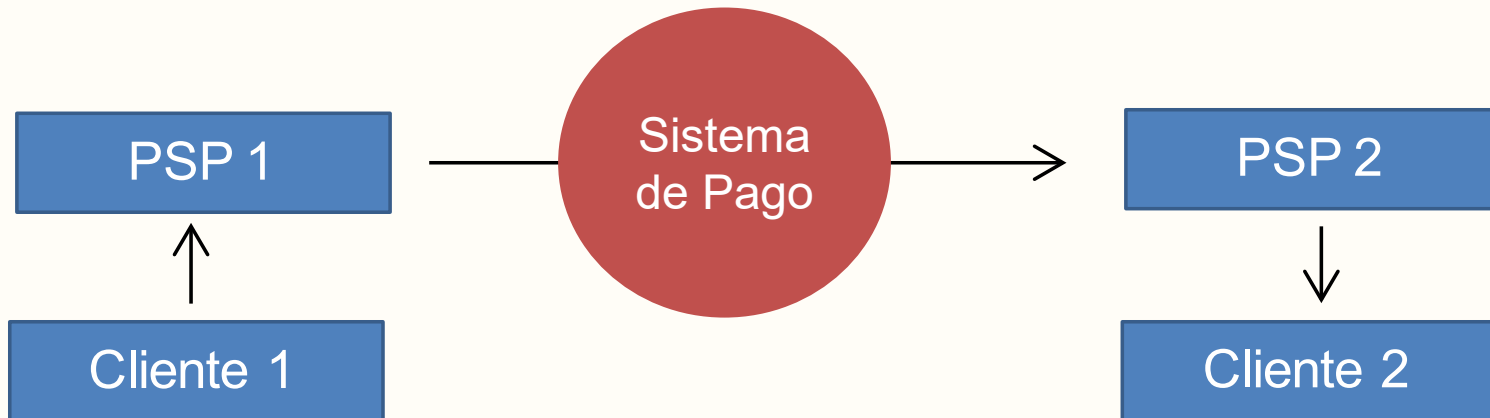 PSP 1
Sistema
de Pago
PSP 2
Cliente 1
Cliente 2